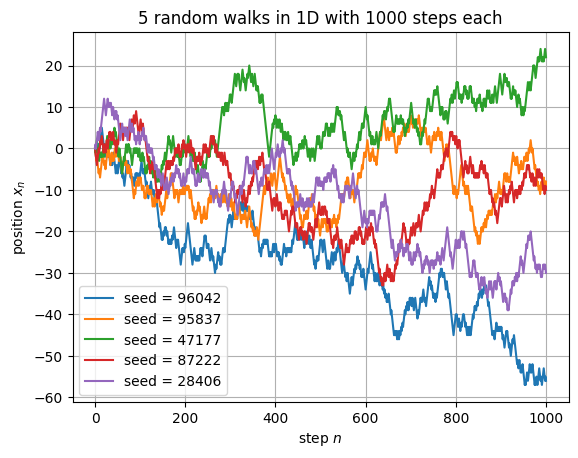 5 random walks in 1D with 1000 steps each
20
10
0
−10
−20
−30
−40
−50
−60
position xₙ
seed = 96042
seed = 95837
seed = 47177
seed = 87222
seed = 28406
0 200 400 600 800 1000
step n